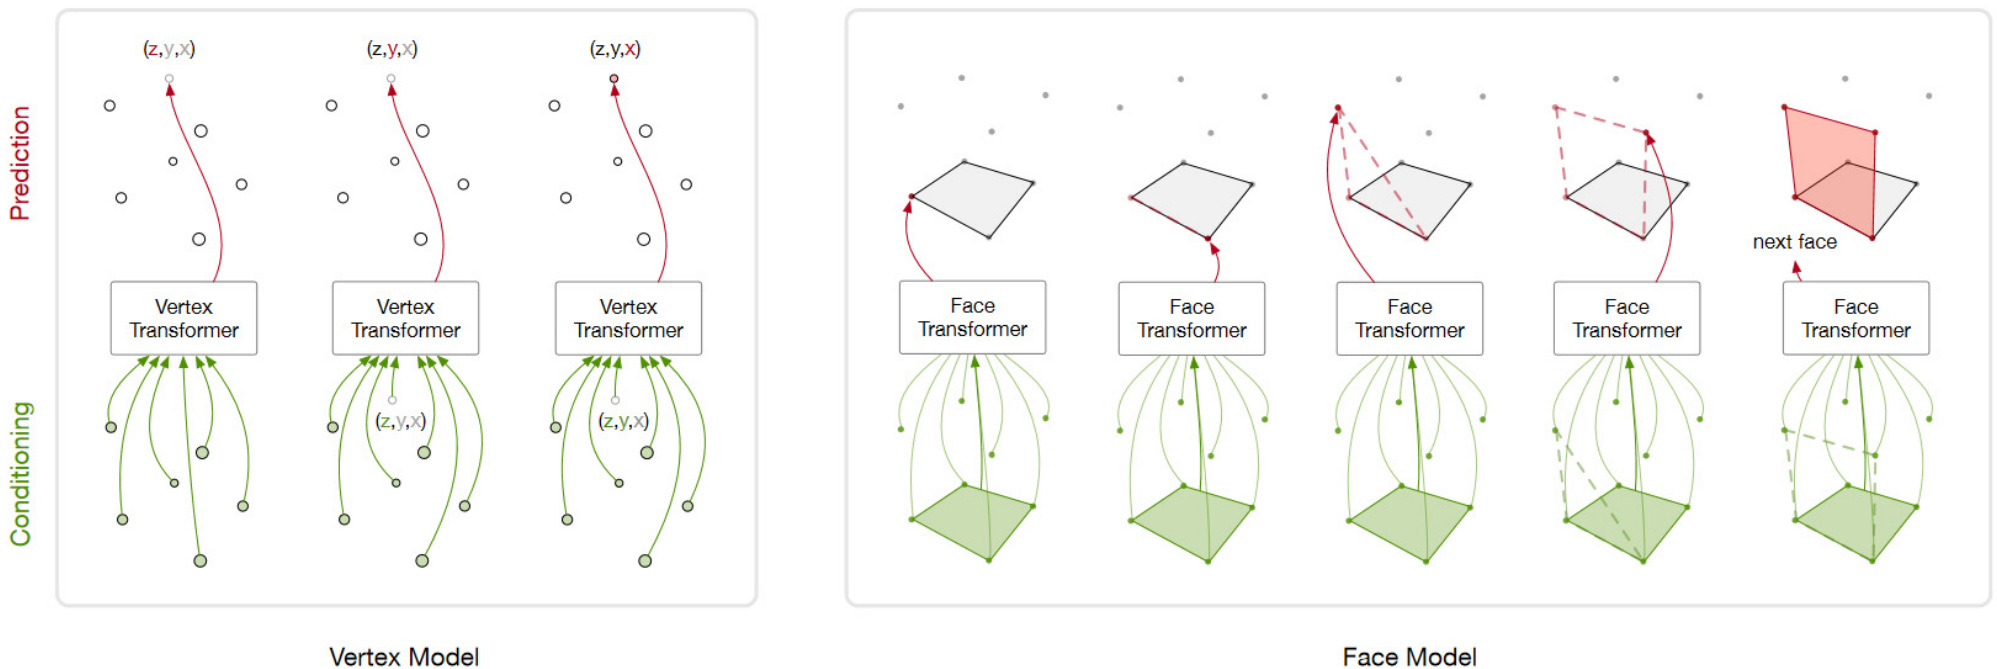 Prediction
Conditioning
(z,y,x)
(z,y,x)
(z,y,x)
Vertex
Transformer
Vertex
Transformer
Vertex
Transformer
(z,y,x)
(z,y,x)
Vertex Model
next face
Face
Transformer
Face
Transformer
Face
Transformer
Face
Transformer
Face
Transformer
Face Model